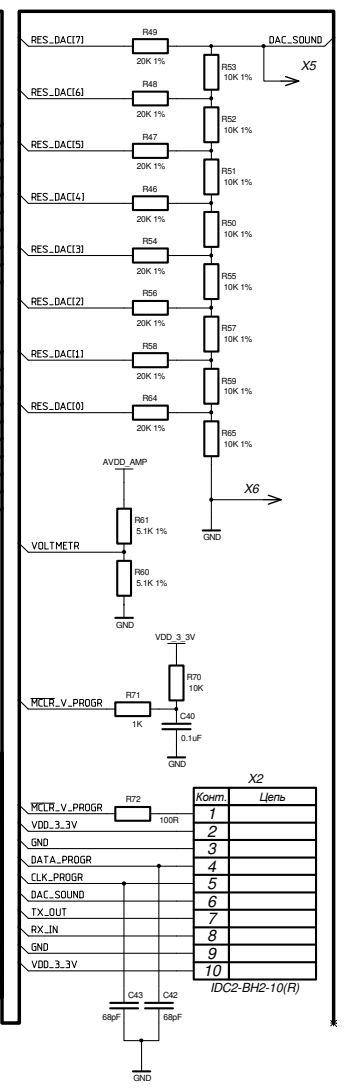 R49
RES_DAC[7]
20K 1%
DAC_SOUND
X5
R53
10K 1%
R48
RES_DAC[6]
20K 1%
R52
10K 1%
R47
RES_DAC[5]
20K 1%
R51
10K 1%
R46
RES_DAC[4]
20K 1%
R50
10K 1%
R54
RES_DAC[3]
20K 1%
R55
10K 1%
R56
RES_DAC[2]
20K 1%
R57
10K 1%
R58
RES_DAC[1]
20K 1%
R59
10K 1%
R64
RES_DAC[0]
20K 1%
R65
10K 1%
X6
GND
AVDD_AMP
R61
5.1K 1%
VOLTMETR
R60
5.1K 1%
GND
VDD_3_3V
R70
10K
MCLR_V_PROGR
R71
1K
C40
0.1uF
GND
X2
Конт. Цепь
MCLR_V_PROGR R72 100R 1
VDD_3_3V 2
GND 3
DATA_PROGR 4
CLK_PROGR 5
DAC_SOUND 6
TX_OUT 7
RX_IN 8
GND 9
VDD_3_3V 10
IDC2-BH2-10(R)
C43 C42
68pF 68pF
GND